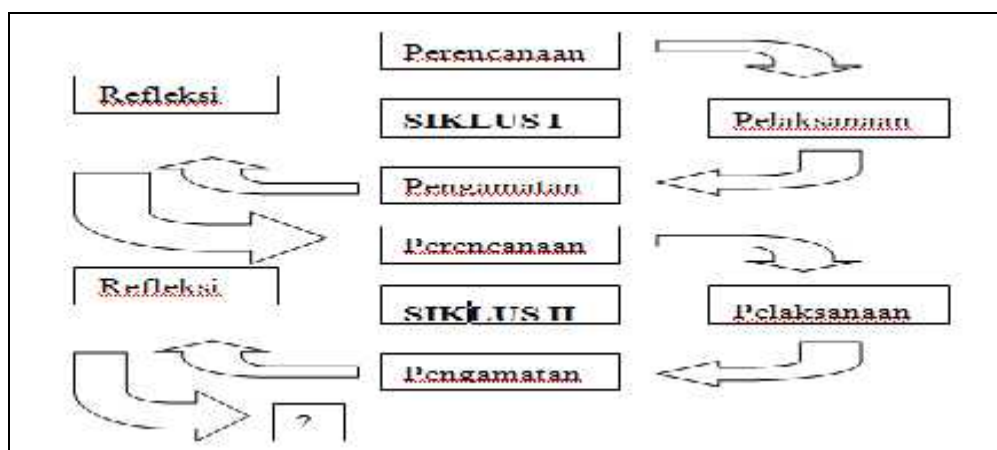 Perencanaan
Refleksi
SIKLUS I
Pelaksanaan
Pengamatan
Perencanaan
Refleksi
SIKLUS II
Pelaksanaan
Pengamatan
?